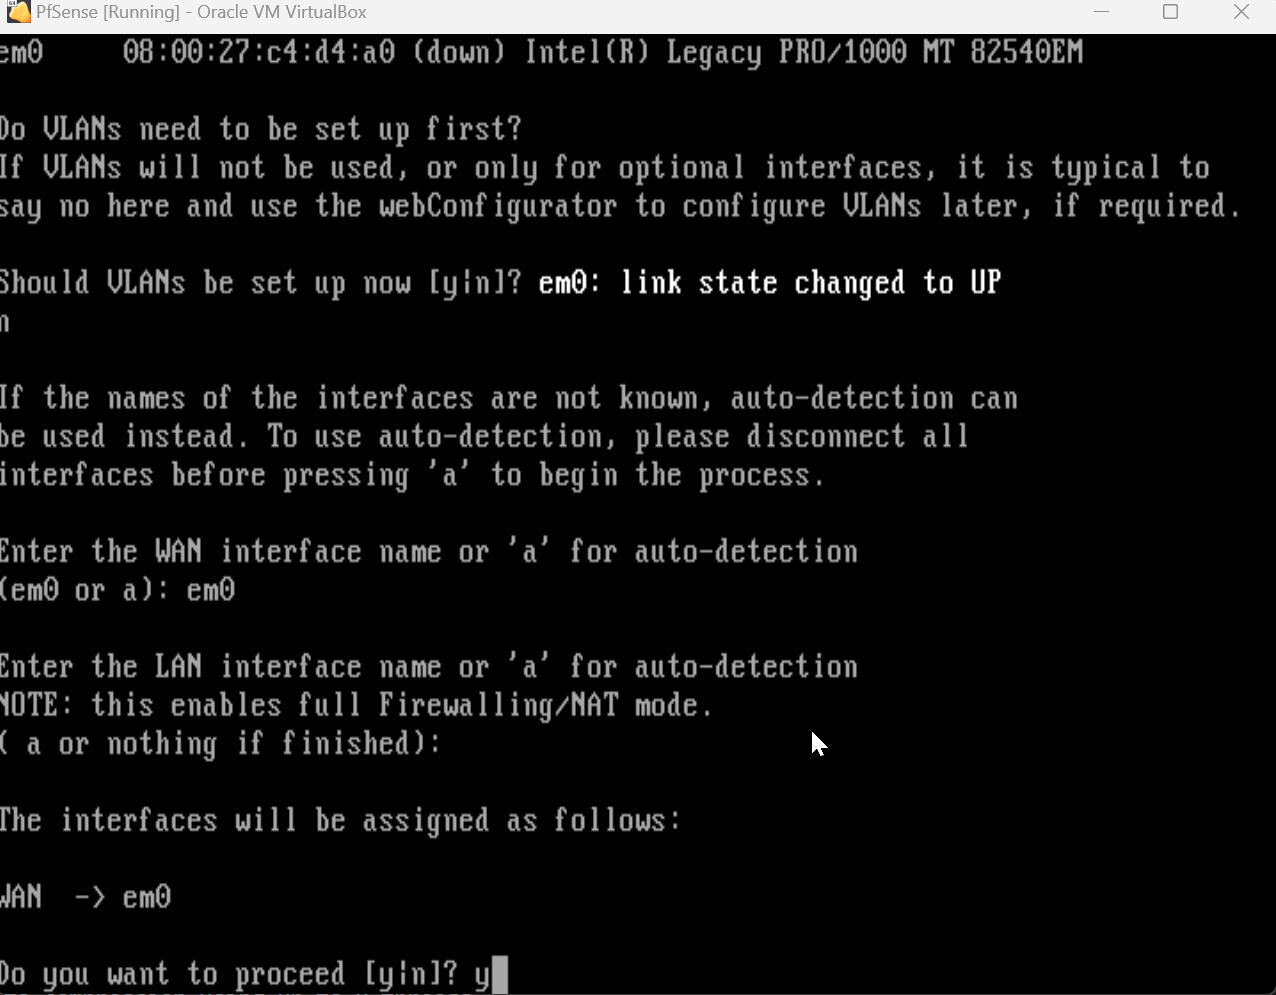 PfSense [Running] - Oracle VM VirtualBox
em0 08:00:27:c4:d4:a0 (down) Intel(R) Legacy PRO/1000 MT 82540EM
Do VLANs need to be set up first?
If VLANs will not be used, or only for optional interfaces, it is typical to
say no here and use the webConfigurator to configure VLANs later, if required.
Should VLANs be set up now [y|n]? em0: link state changed to UP
n
If the names of the interfaces are not known, auto-detection can
be used instead. To use auto-detection, please disconnect all
interfaces before pressing 'a' to begin the process.
Enter the WAN interface name or 'a' for auto-detection
(em0 or a): em0
Enter the LAN interface name or 'a' for auto-detection
NOTE: this enables full Firewalling/NAT mode.
( a or nothing if finished):
The interfaces will be assigned as follows:
WAN -> em0
Do you want to proceed [y|n]? y